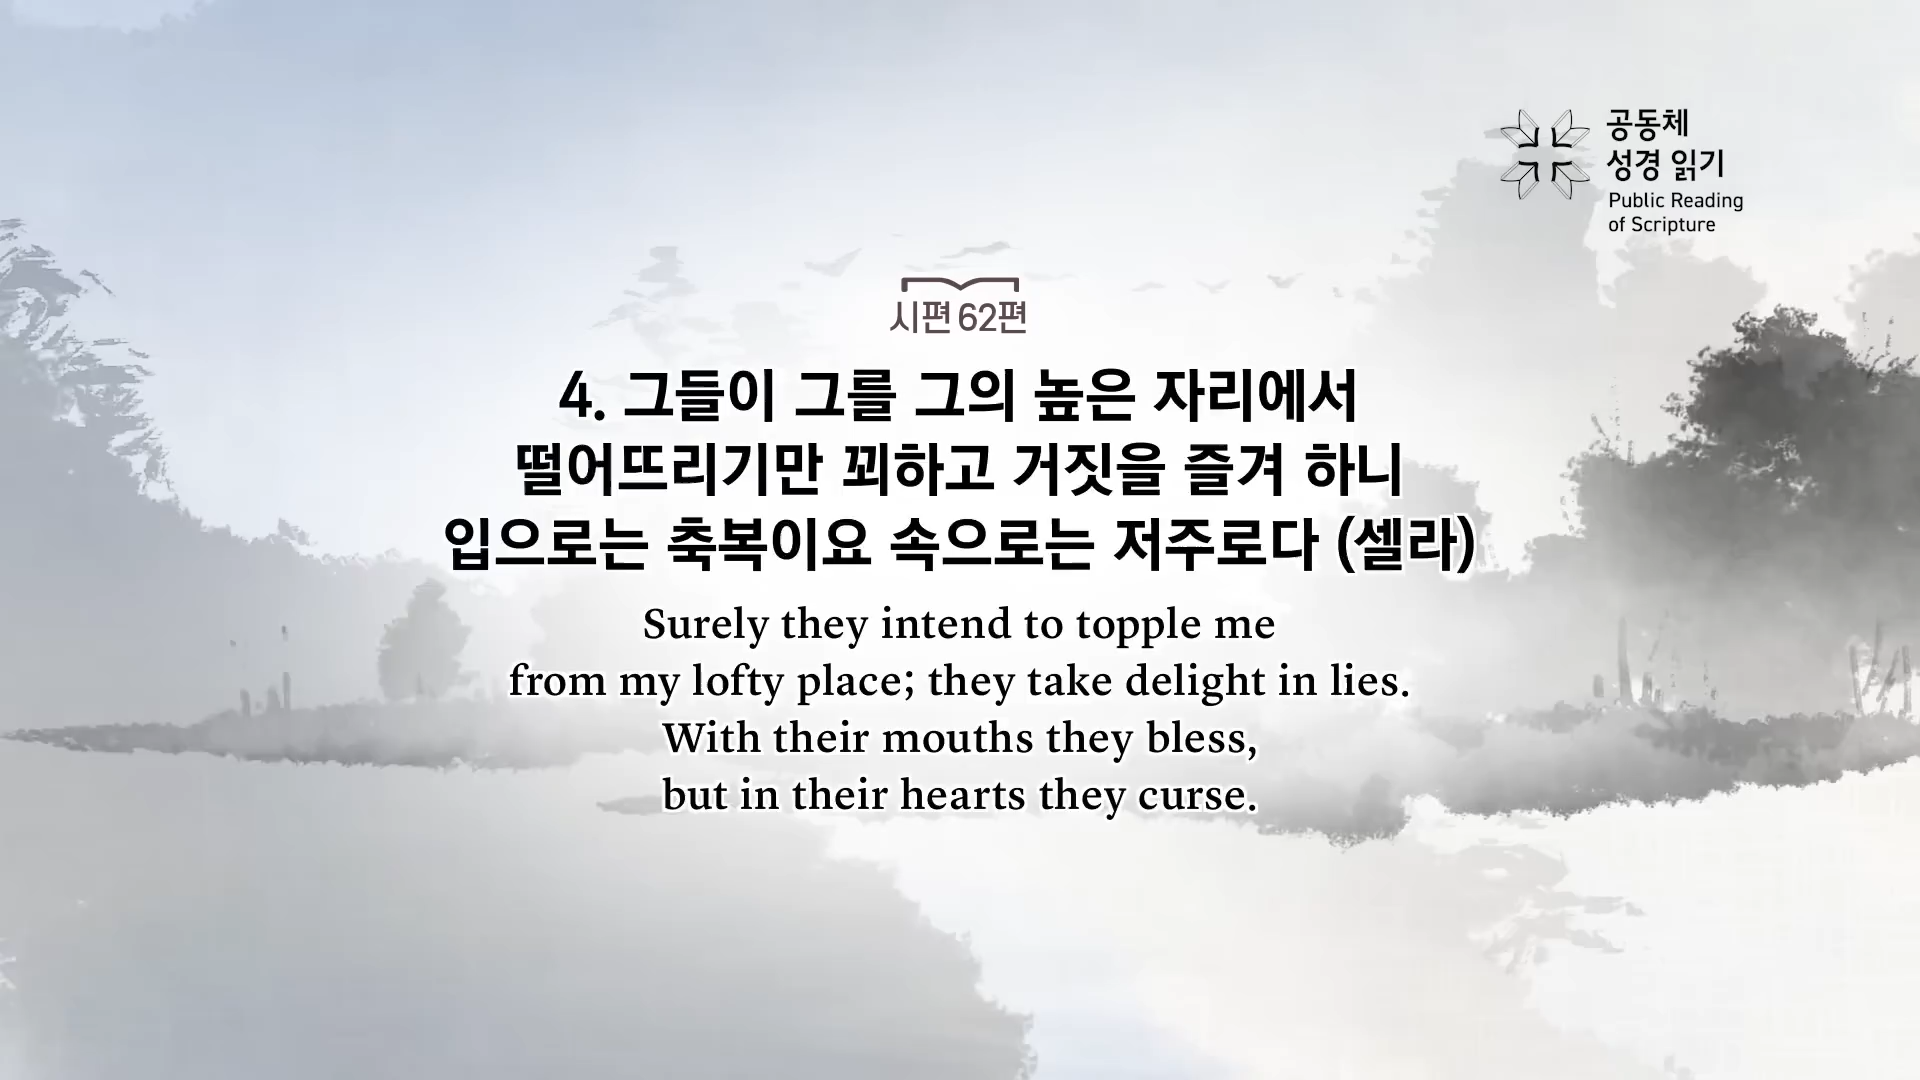 공동체
성경 읽기
Public Reading
of Scripture
시편 62편
4. 그들이 그를 그의 높은 자리에서
떨어뜨리기만 꾀하고 거짓을 즐겨 하니
입으로는 축복이요 속으로는 저주로다 (셀라)
Surely they intend to topple me
from my lofty place; they take delight in lies.
With their mouths they bless,
but in their hearts they curse.